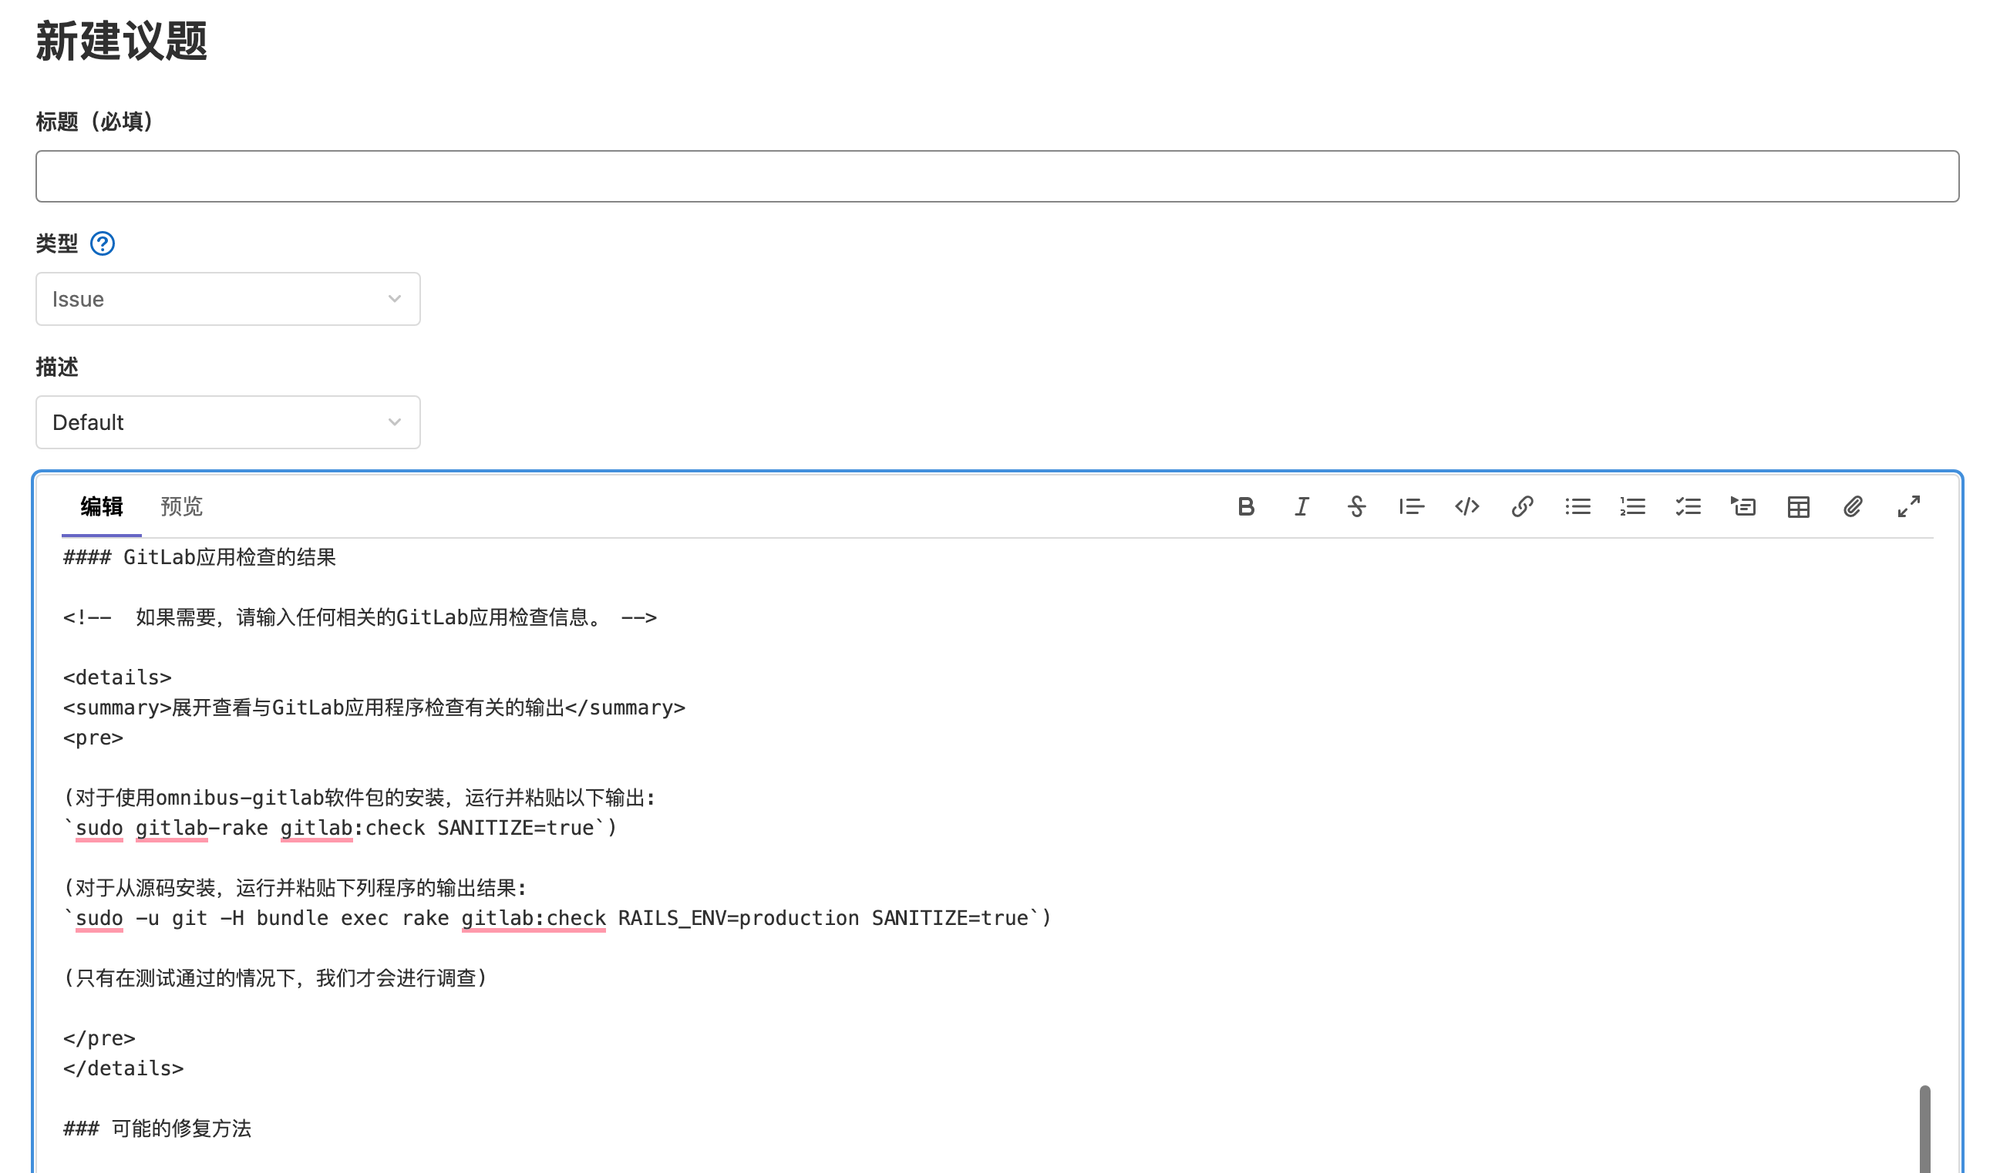 新建议题
标题（必填）
类型
Issue
描述
Default
编辑 预览
#### GitLab应用检查的结果
<!--  如果需要，请输入任何相关的GitLab应用检查信息。 -->
<details>
<summary>展开查看与GitLab应用程序检查有关的输出</summary>
<pre>
(对于使用omnibus-gitlab软件包的安装，运行并粘贴以下输出:
`sudo gitlab-rake gitlab:check SANITIZE=true`)
(对于从源码安装，运行并粘贴下列程序的输出结果:
`sudo -u git -H bundle exec rake gitlab:check RAILS_ENV=production SANITIZE=true`)
(只有在测试通过的情况下，我们才会进行调查)
</pre>
</details>
### 可能的修复方法